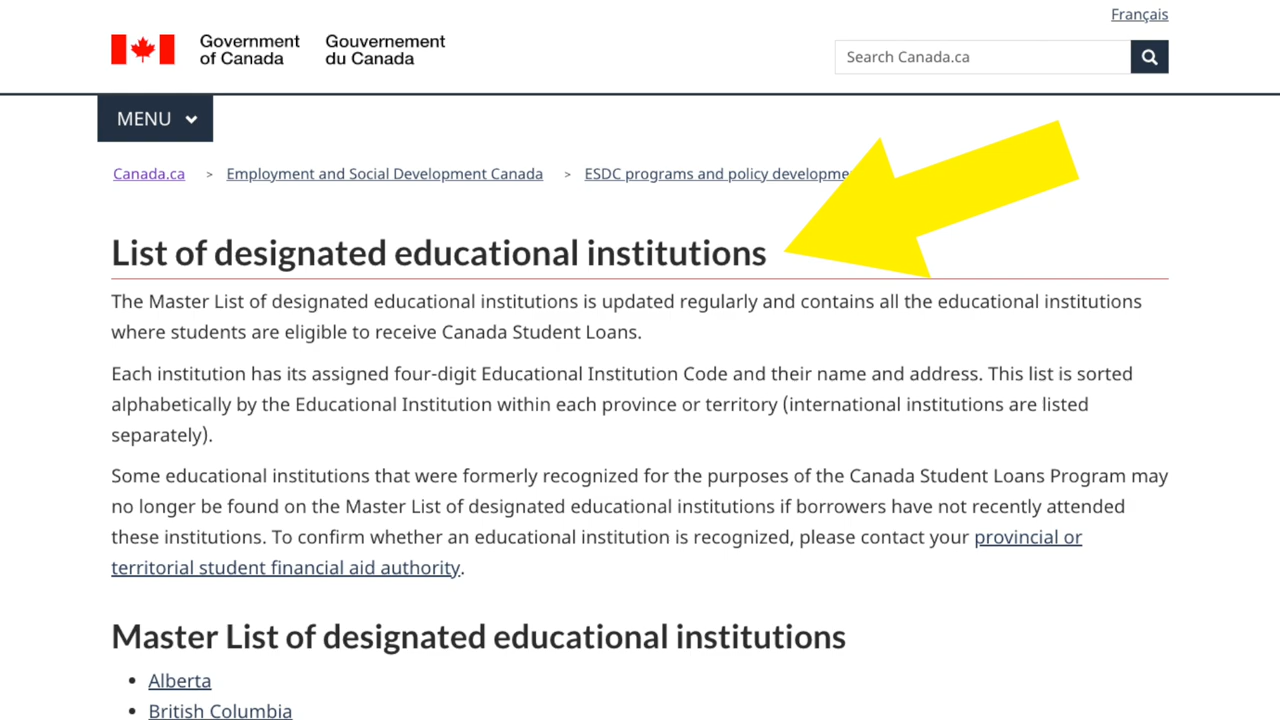 Français
Government of Canada
Gouvernement du Canada
Search Canada.ca
MENU
Canada.ca > Employment and Social Development Canada > ESDC programs and policy
List of designated educational institutions
The Master List of designated educational institutions is updated regularly and contains all the educational institutions
where students are eligible to receive Canada Student Loans.
Each institution has its assigned four-digit Educational Institution Code and their name and address. This list is sorted
alphabetically by the Educational Institution within each province or territory (international institutions are listed
separately).
Some educational institutions that were formerly recognized for the purposes of the Canada Student Loans Program may
no longer be found on the Master List of designated educational institutions if borrowers have not recently attended
these institutions. To confirm whether an educational institution is recognized, please contact your provincial or
territorial student financial aid authority.
Master List of designated educational institutions
• Alberta
• British Columbia